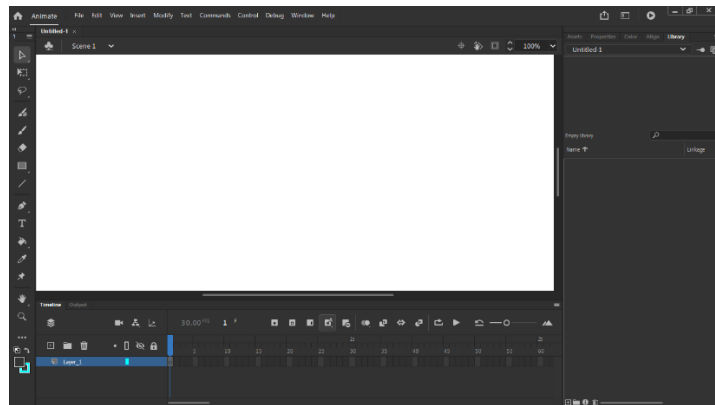 Animate File Edit View Insert Modify Text Commands Control Debug Window Help
Untitled-1 ×
Scene 1 100%
Assets Properties Color Align Library
Untitled-1
Empty library
Name Linkage
T
Timeline Output
30.00 FPS 1 F
1s 2s
5 10 15 20 25 30 35 40 45 50 55 60
Layer_1